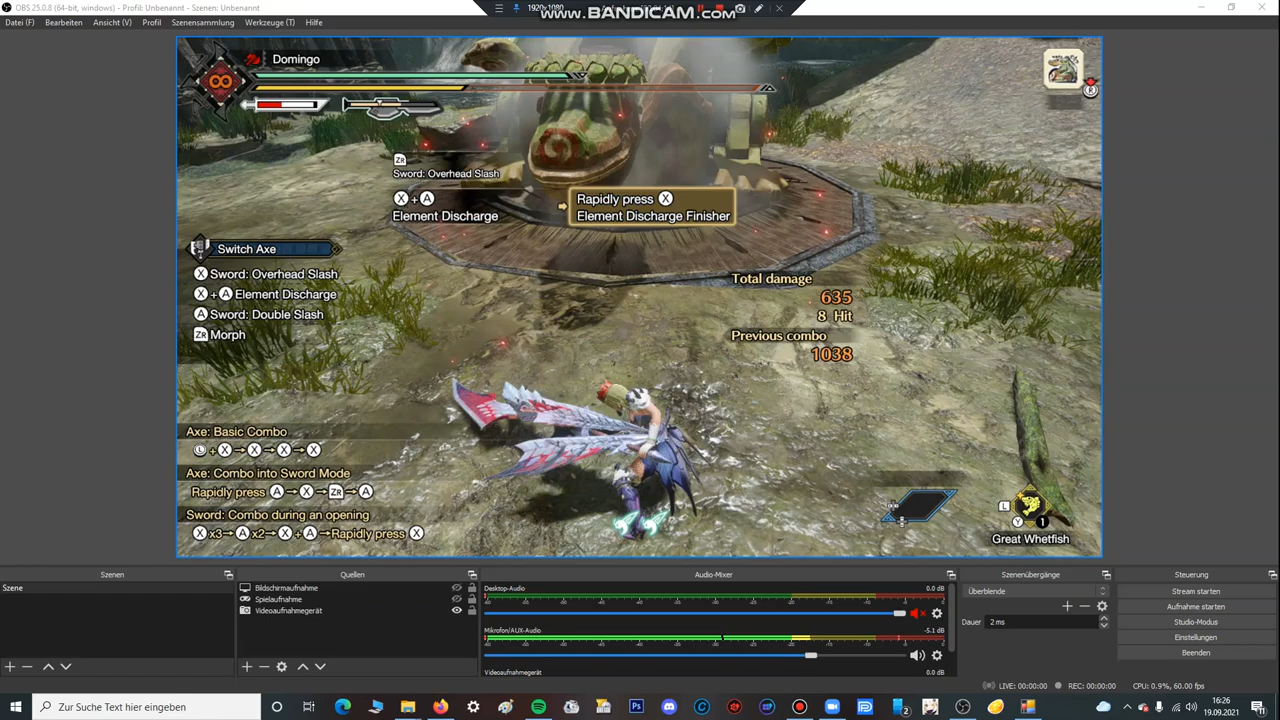 OBS 25.0.8 (64-bit, windows) - Profil: Unbenannt - Szenen: Unbenannt
1920x1080
www.BANDICAM.com
Datei (F) Bearbeiten Ansicht (V) Profil Szenensammlung Werkzeuge (T) Hilfe
Domingo
ZR
Sword: Overhead Slash
X + A
Element Discharge
Rapidly press X
Element Discharge Finisher
R
Switch Axe
X Sword: Overhead Slash
X + A Element Discharge
A Sword: Double Slash
ZR Morph
Total damage
635
8 Hit
Previous combo
1038
Axe: Basic Combo
L + X → X → X → X
Axe: Combo into Sword Mode
Rapidly press A → X → ZR → A
Sword: Combo during an opening
X x3 → A x2 → X + A → Rapidly press X
L
Y 1
Great Whetfish
Szenen
Szene
Quellen
Bildschirmaufnahme
Spielaufnahme
Videoaufnahmegerät
Audio-Mixer
Desktop-Audio 0.0 dB
Mikrofon/AUX-Audio -5.1 dB
Videoaufnahmegerät 0.0 dB
Szenenübergänge
Überblende
Dauer 2 ms
Steuerung
Stream starten
Aufnahme starten
Studio-Modus
Einstellungen
Beenden
LIVE: 00:00:00 REC: 00:00:00 CPU: 0.9%, 60.00 fps
Zur Suche Text hier eingeben
16:26
19.09.2021